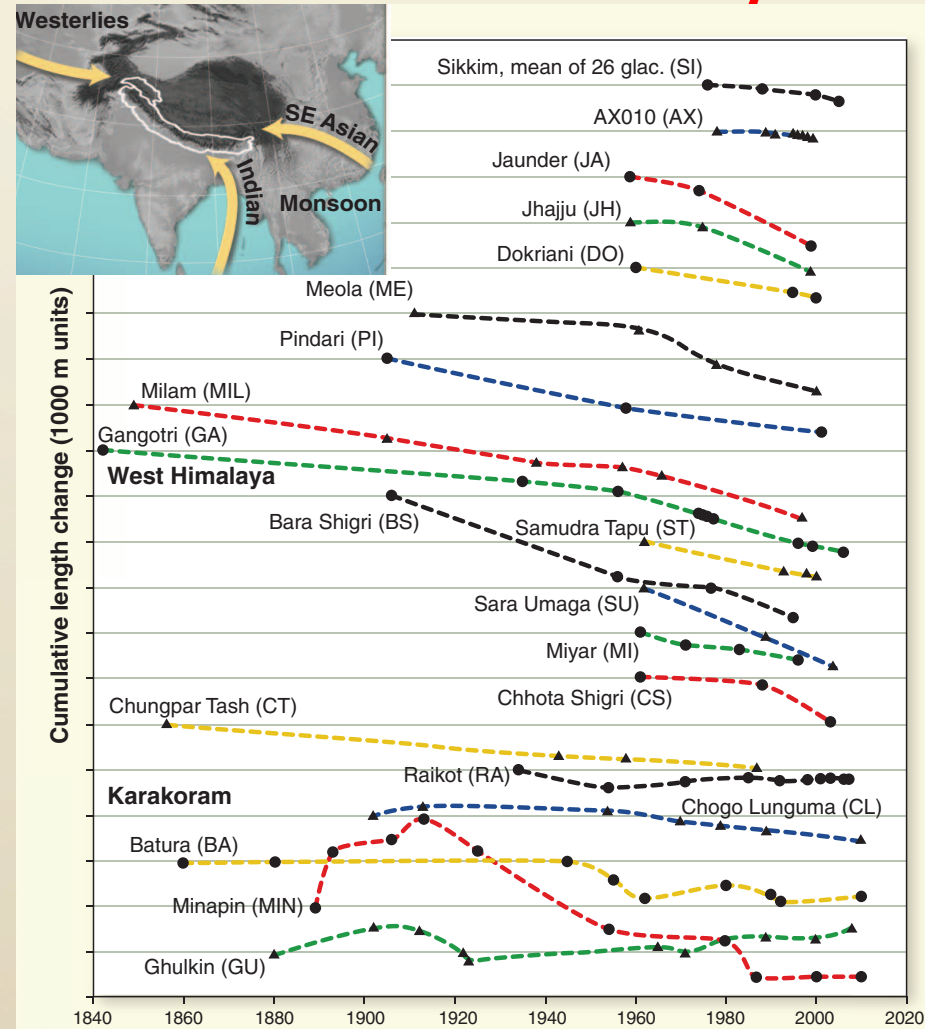 Westerlies
SE Asian
Indian
Monsoon
Sikkim, mean of 26 glac. (SI)
AX010 (AX)
Jaunder (JA)
Jhajju (JH)
Dokriani (DO)
Meola (ME)
Pindari (PI)
Milam (MIL)
Gangotri (GA)
West Himalaya
Bara Shigri (BS)
Samudra Tapu (ST)
Sara Umaga (SU)
Miyar (MI)
Chhota Shigri (CS)
Chungpar Tash (CT)
Raikot (RA)
Karakoram
Chogo Lunguma (CL)
Batura (BA)
Minapin (MIN)
Ghulkin (GU)
Cumulative length change (1000 m units)
1840 1860 1880 1900 1920 1940 1960 1980 2000 2020